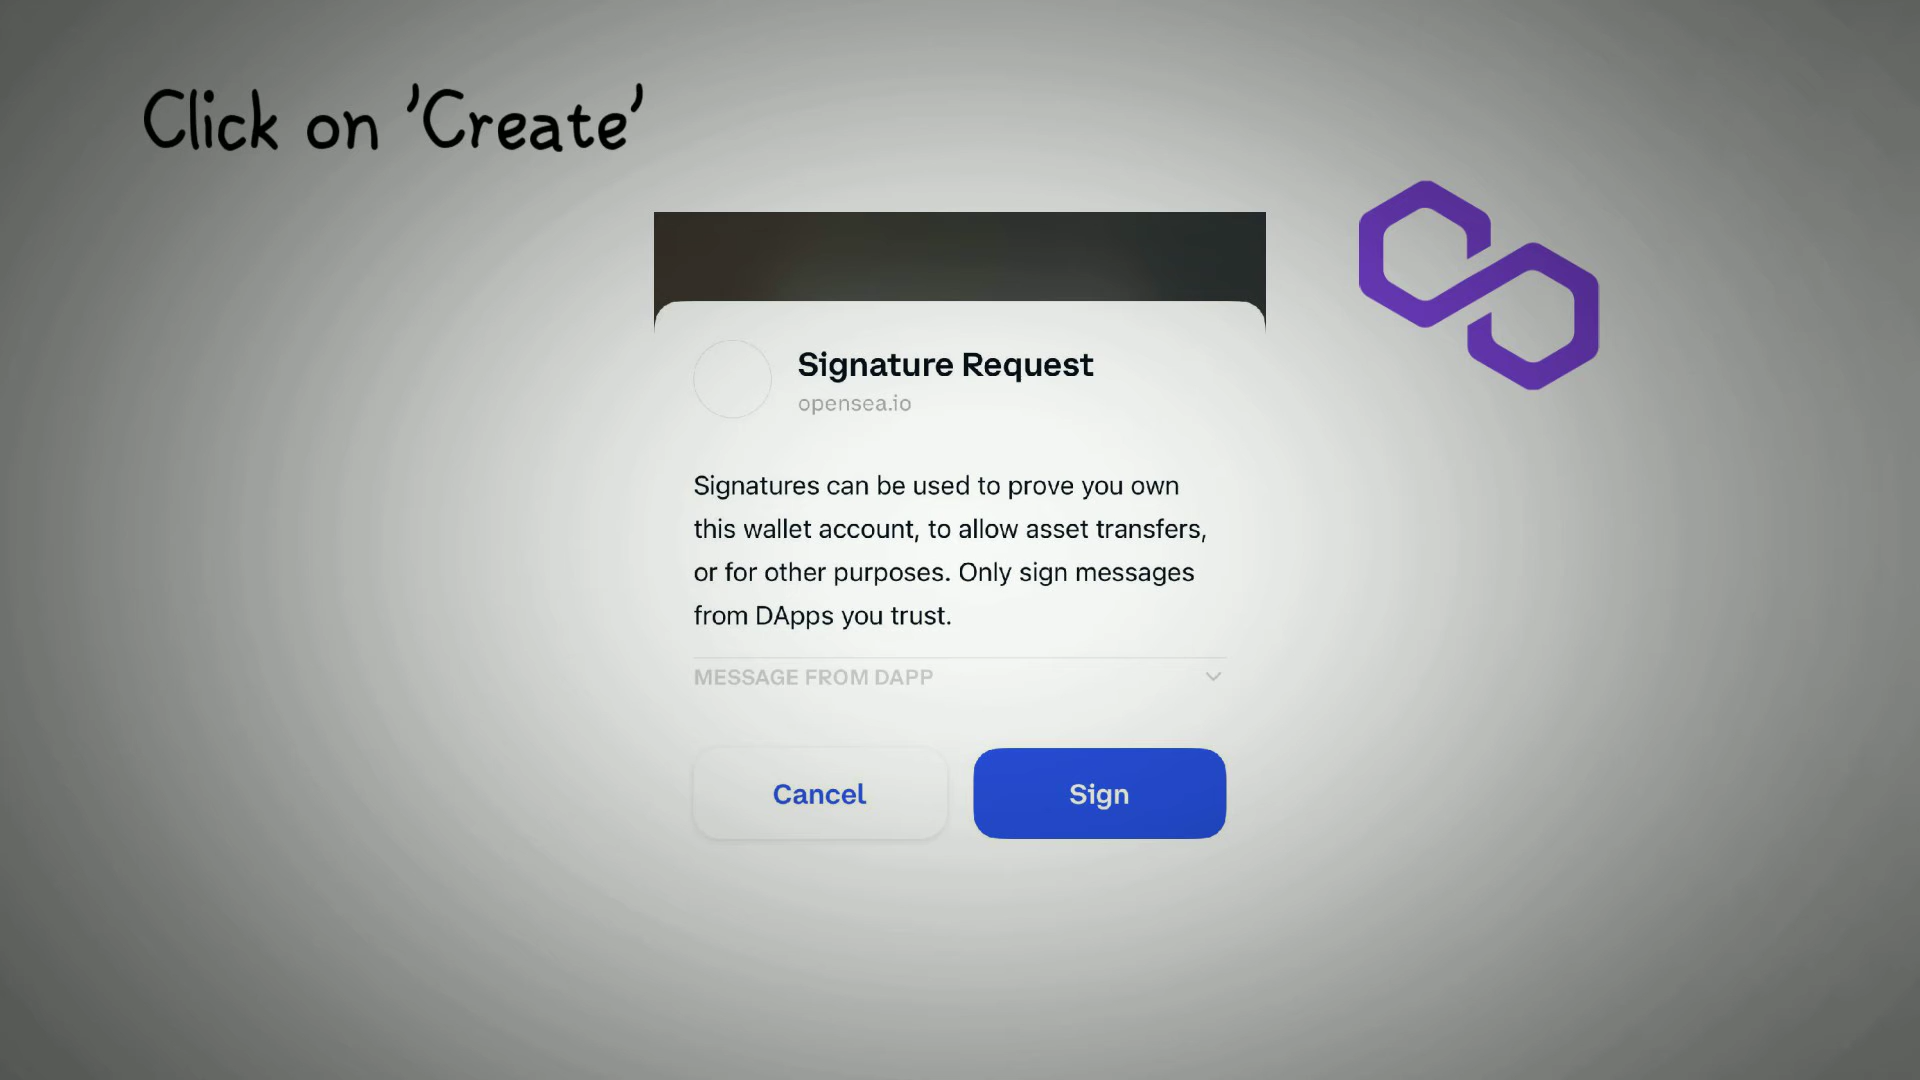 Click on 'Create'
Signature Request
opensea.io
Signatures can be used to prove you own
this wallet account, to allow asset transfers,
or for other purposes. Only sign messages
from DApps you trust.
MESSAGE FROM DAPP
Cancel
Sign